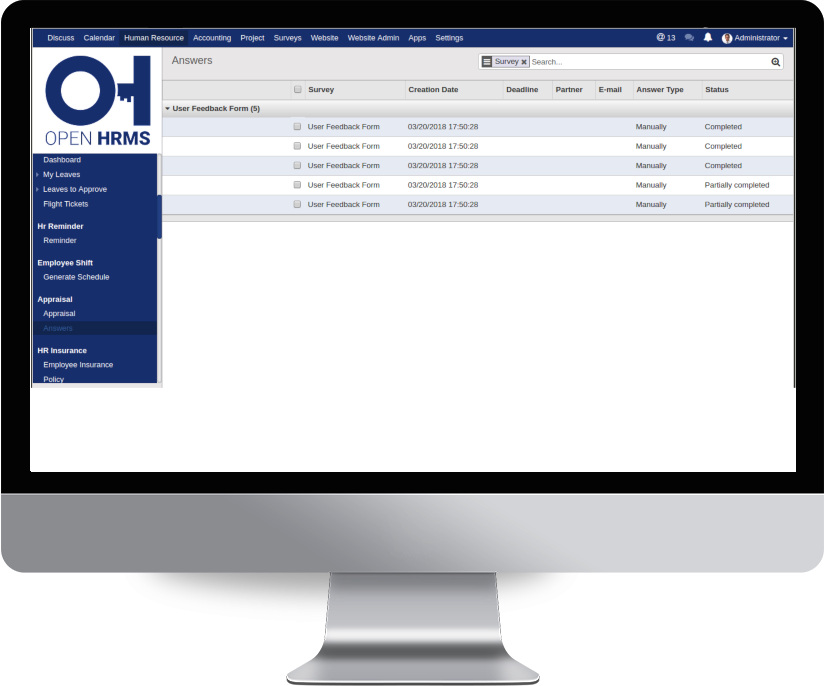 Discuss Calendar Human Resource Accounting Project Surveys Website Website Admin Apps Settings @ 13 Administrator
OPEN HRMS
Answers
Survey Search...
Survey Creation Date Deadline Partner E-mail Answer Type Status
User Feedback Form (5)
User Feedback Form 03/20/2018 17:50:28 Manually Completed
User Feedback Form 03/20/2018 17:50:28 Manually Completed
User Feedback Form 03/20/2018 17:50:28 Manually Completed
User Feedback Form 03/20/2018 17:50:28 Manually Partially completed
User Feedback Form 03/20/2018 17:50:28 Manually Partially completed
Dashboard
My Leaves
Leaves to Approve
Flight Tickets
Hr Reminder
Reminder
Employee Shift
Generate Schedule
Appraisal
Appraisal
Answers
HR Insurance
Employee Insurance
Policy